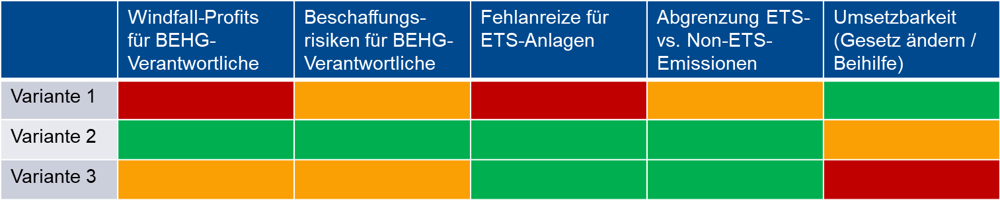 Windfall-Profits
für BEHG-
Verantwortliche
Beschaffungs-
risiken für BEHG-
Verantwortliche
Fehlanreize für
ETS-Anlagen
Abgrenzung ETS-
vs. Non-ETS-
Emissionen
Umsetzbarkeit
(Gesetz ändern /
Beihilfe)
Variante 1
Variante 2
Variante 3